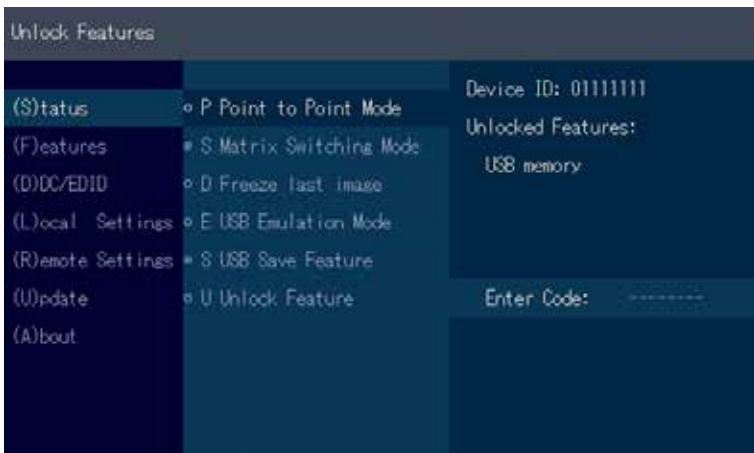 Unlock Features
(S)tatus
(F)eatures
(D)DC/EDID
(L)ocal Settings
(R)emote Settings
(U)pdate
(A)bout
P Point to Point Mode
S Matrix Switching Mode
D Freeze last image
E USB Emulation Mode
S USB Save Feature
U Unlock Feature
Device ID: 01111111
Unlocked Features:
USB memory
Enter Code: --------